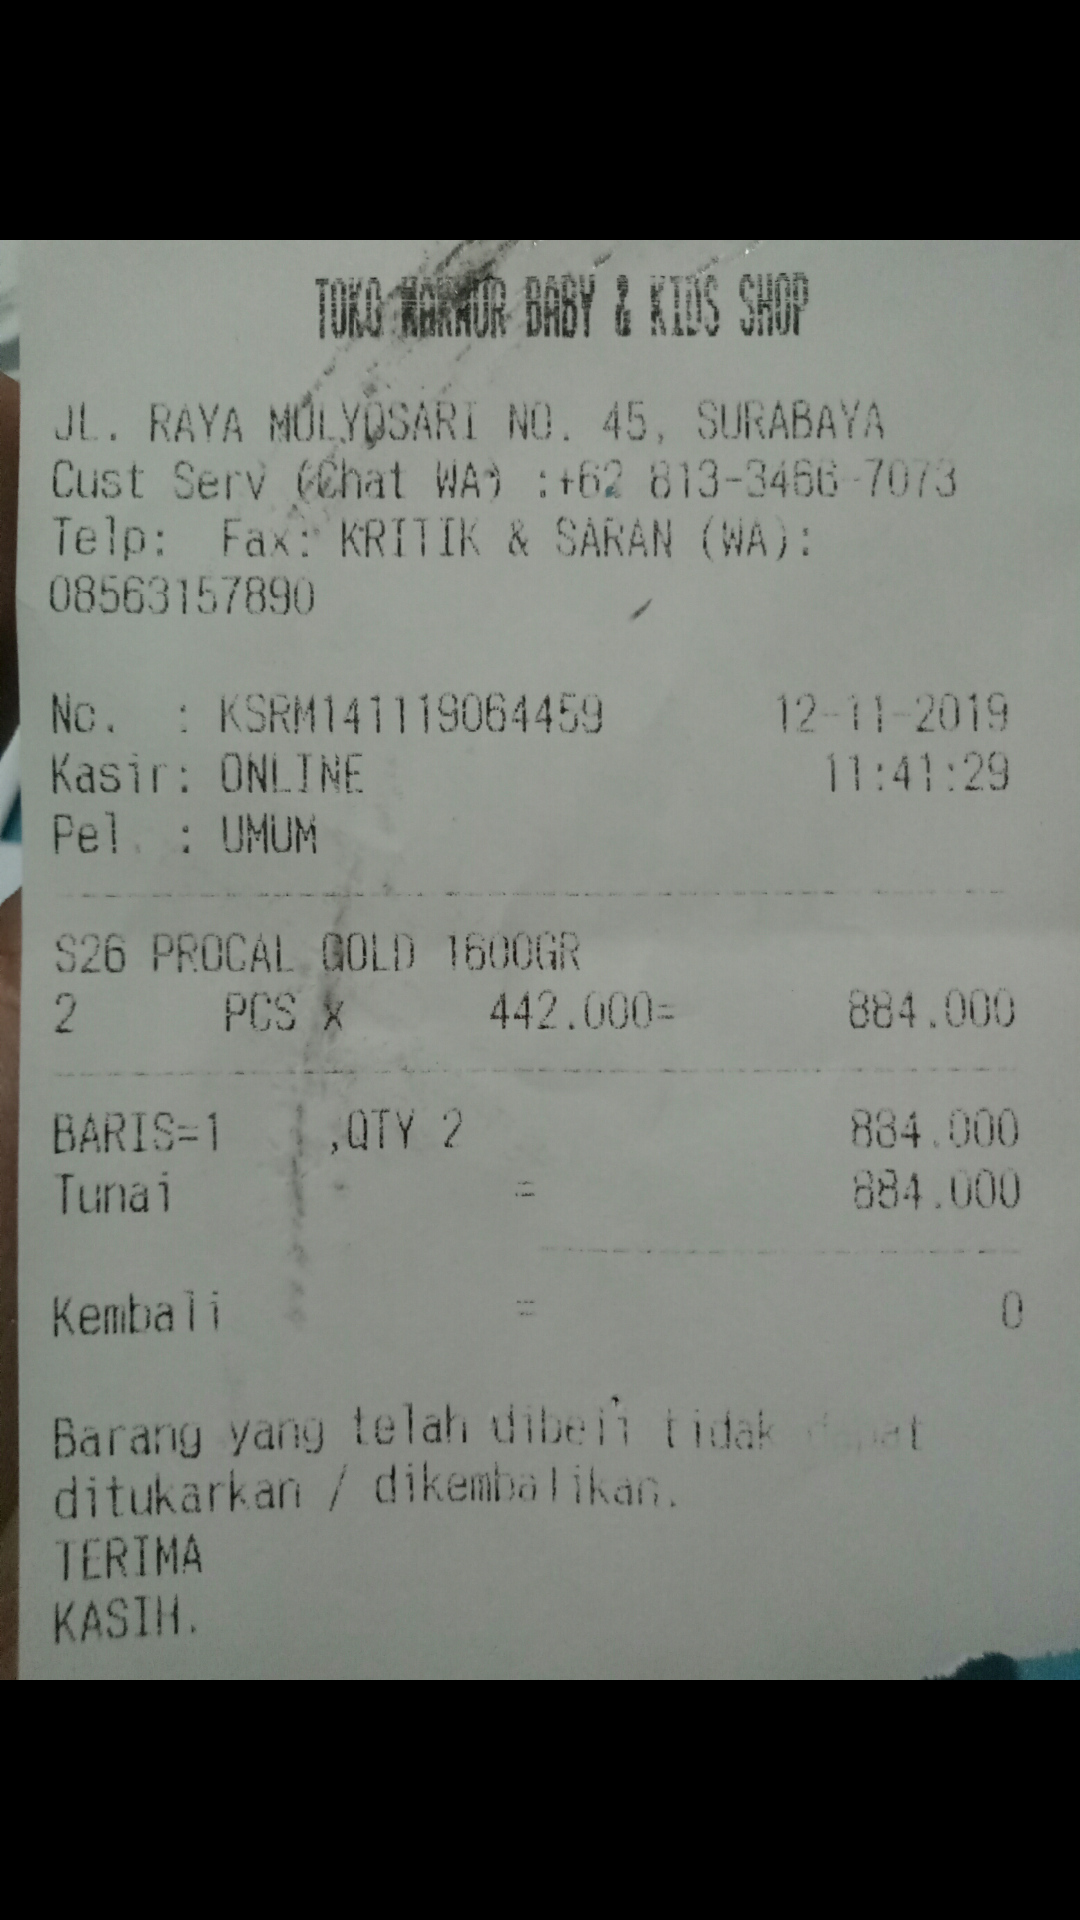 TOKO MAKMUR BABY & KIDS SHOP
JL. RAYA MULYOSARI NO. 45, SURABAYA
Cust Serv (Chat WA) :+62 813-3466-7073
Telp: Fax: KRITIK & SARAN (WA):
08563157890
No. : KSRM141119064459 12-11-2019
Kasir: ONLINE 11:41:29
Pel. : UMUM
S26 PROCAL GOLD 1600GR
2 PCS x 442.000= 884.000
BARIS=1 ,QTY 2 884.000
Tunai = 884.000
Kembali = 0
Barang yang telah dibeli tidak dapat
ditukarkan / dikembalikan.
TERIMA
KASIH.